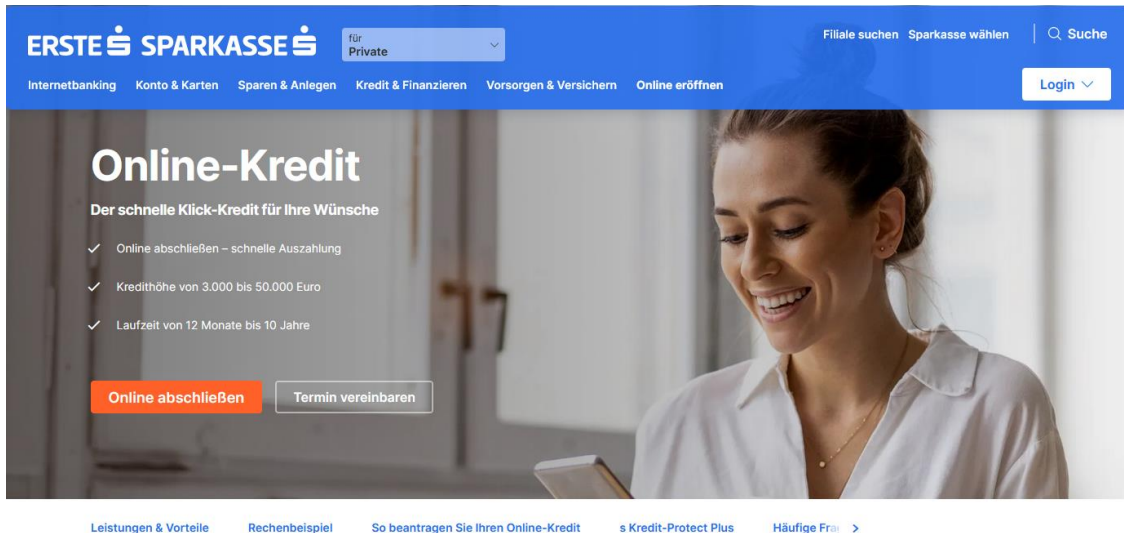 ERSTE SPARKASSE
für
Private
Filiale suchen Sparkasse wählen Suche
Internetbanking Konto & Karten Sparen & Anlegen Kredit & Finanzieren Vorsorgen & Versichern Online eröffnen Login
Online-Kredit
Der schnelle Klick-Kredit für Ihre Wünsche
Online abschließen – schnelle Auszahlung
Kredithöhe von 3.000 bis 50.000 Euro
Laufzeit von 12 Monate bis 10 Jahre
Online abschließen Termin vereinbaren
Leistungen & Vorteile Rechenbeispiel So beantragen Sie Ihren Online-Kredit s Kredit-Protect Plus Häufige